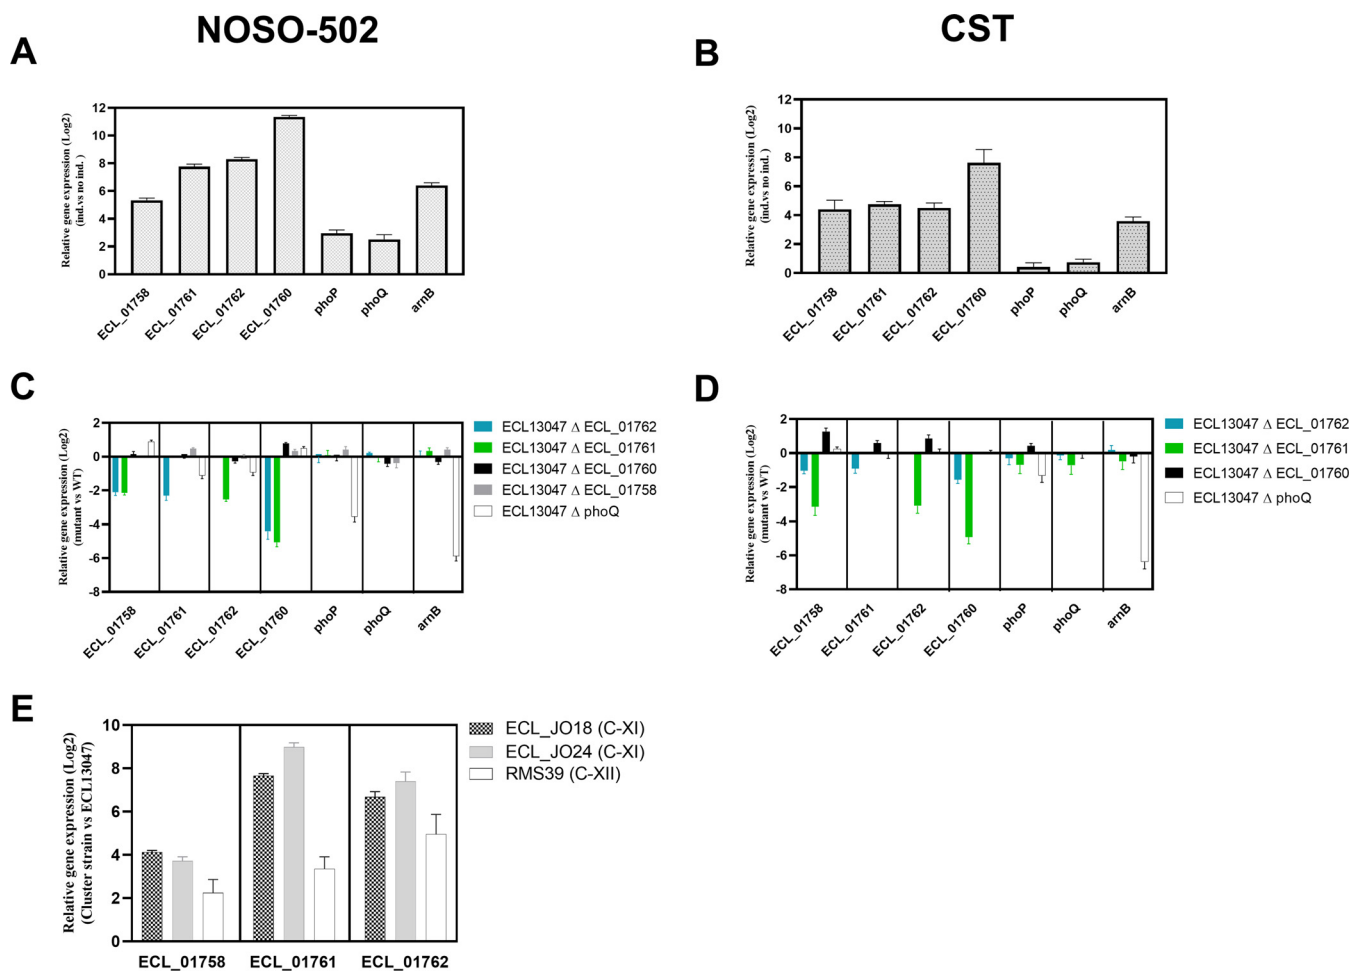 NOSO-502
CST
A
Relative gene expression (Log2)
(ind.vs no ind. )
12
10
8
6
4
2
0
ECL_01758
ECL_01761
ECL_01762
ECL_01760
phoP
phoQ
arnB
B
Relative gene expression (Log2)
(ind.vs no ind. )
12
10
8
6
4
2
0
ECL_01758
ECL_01761
ECL_01762
ECL_01760
phoP
phoQ
arnB
C
Relative gene expression (Log2)
(mutant vs WT)
2
0
-2
-4
-6
-8
ECL_01758
ECL_01761
ECL_01762
ECL_01760
phoP
phoQ
arnB
ECL13047 Δ ECL_01762
ECL13047 Δ ECL_01761
ECL13047 Δ ECL_01760
ECL13047 Δ ECL_01758
ECL13047 Δ phoQ
D
Relative gene expression (Log2)
(mutant vs WT)
2
0
-2
-4
-6
-8
ECL_01758
ECL_01761
ECL_01762
ECL_01760
phoP
phoQ
arnB
ECL13047 Δ ECL_01762
ECL13047 Δ ECL_01761
ECL13047 Δ ECL_01760
ECL13047 Δ phoQ
E
Relative gene expression (Log2)
(Cluster strain vs ECL13047)
10
8
6
4
2
0
ECL_01758
ECL_01761
ECL_01762
ECL_JO18 (C-XI)
ECL_JO24 (C-XI)
RMS39 (C-XII)